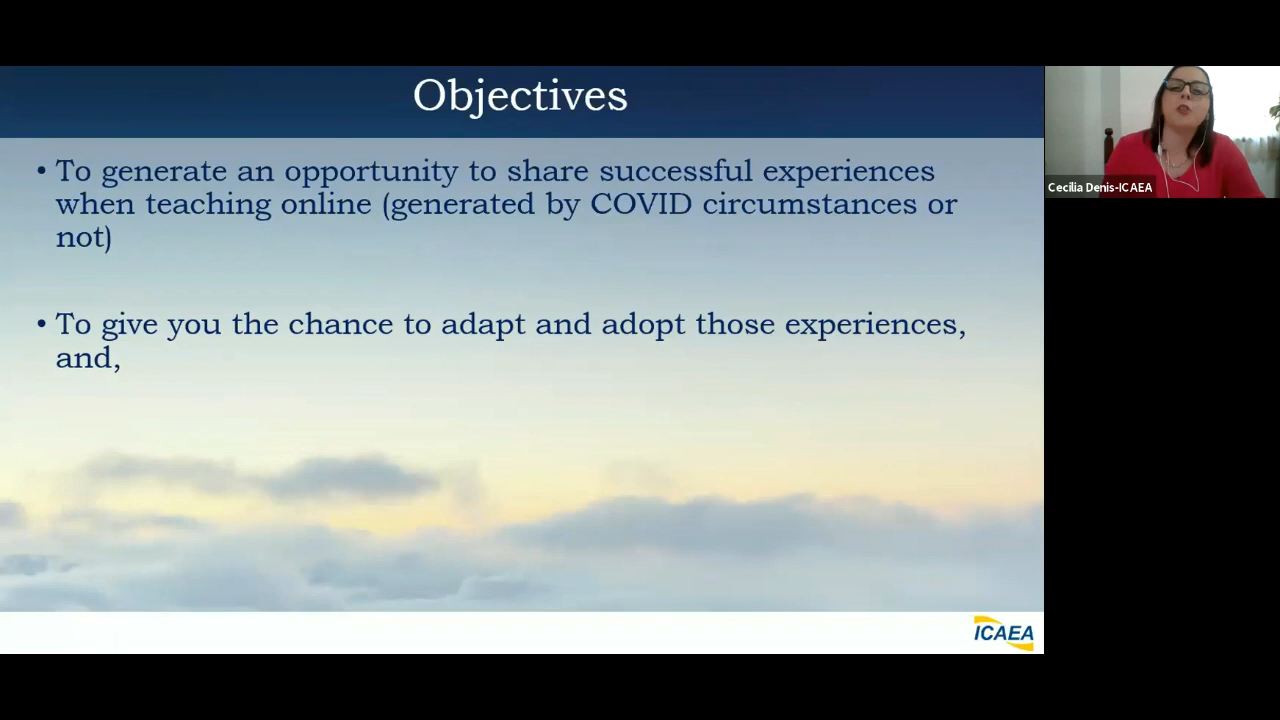 Objectives
• To generate an opportunity to share successful experiences
when teaching online (generated by COVID circumstances or
not)
• To give you the chance to adapt and adopt those experiences,
and,
Cecilia Denis-ICAEA
ICAEA